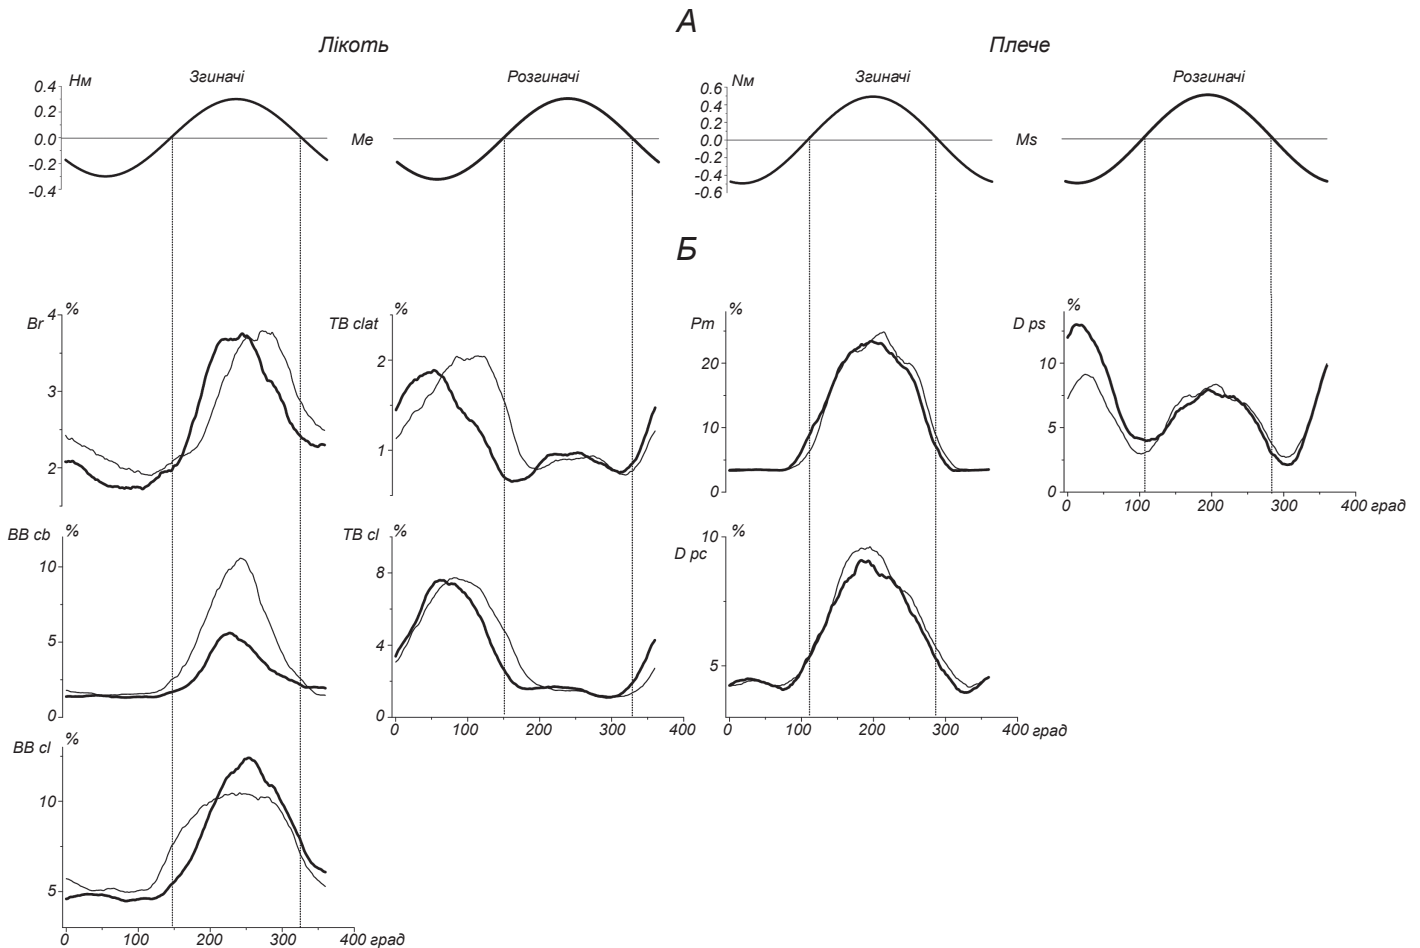 А
Лікоть
Плече
Нм
Згиначі
Розгиначі
Nм
Згиначі
Розгиначі
0.4
0.2
0.0
-0.2
-0.4
Me
0.6
0.4
0.2
0.0
-0.2
-0.4
-0.6
Ms
Б
Br
%
4
3
2
TB clat
%
2
1
Pm
%
20
10
0
D ps
%
10
5
0
0 100 200 300 400 град
BB cb
%
10
5
0
TB cl
%
8
4
0
0 100 200 300 400
D pc
%
10
5
0 100 200 300 400 град
BB cl
%
10
5
0 100 200 300 400 град